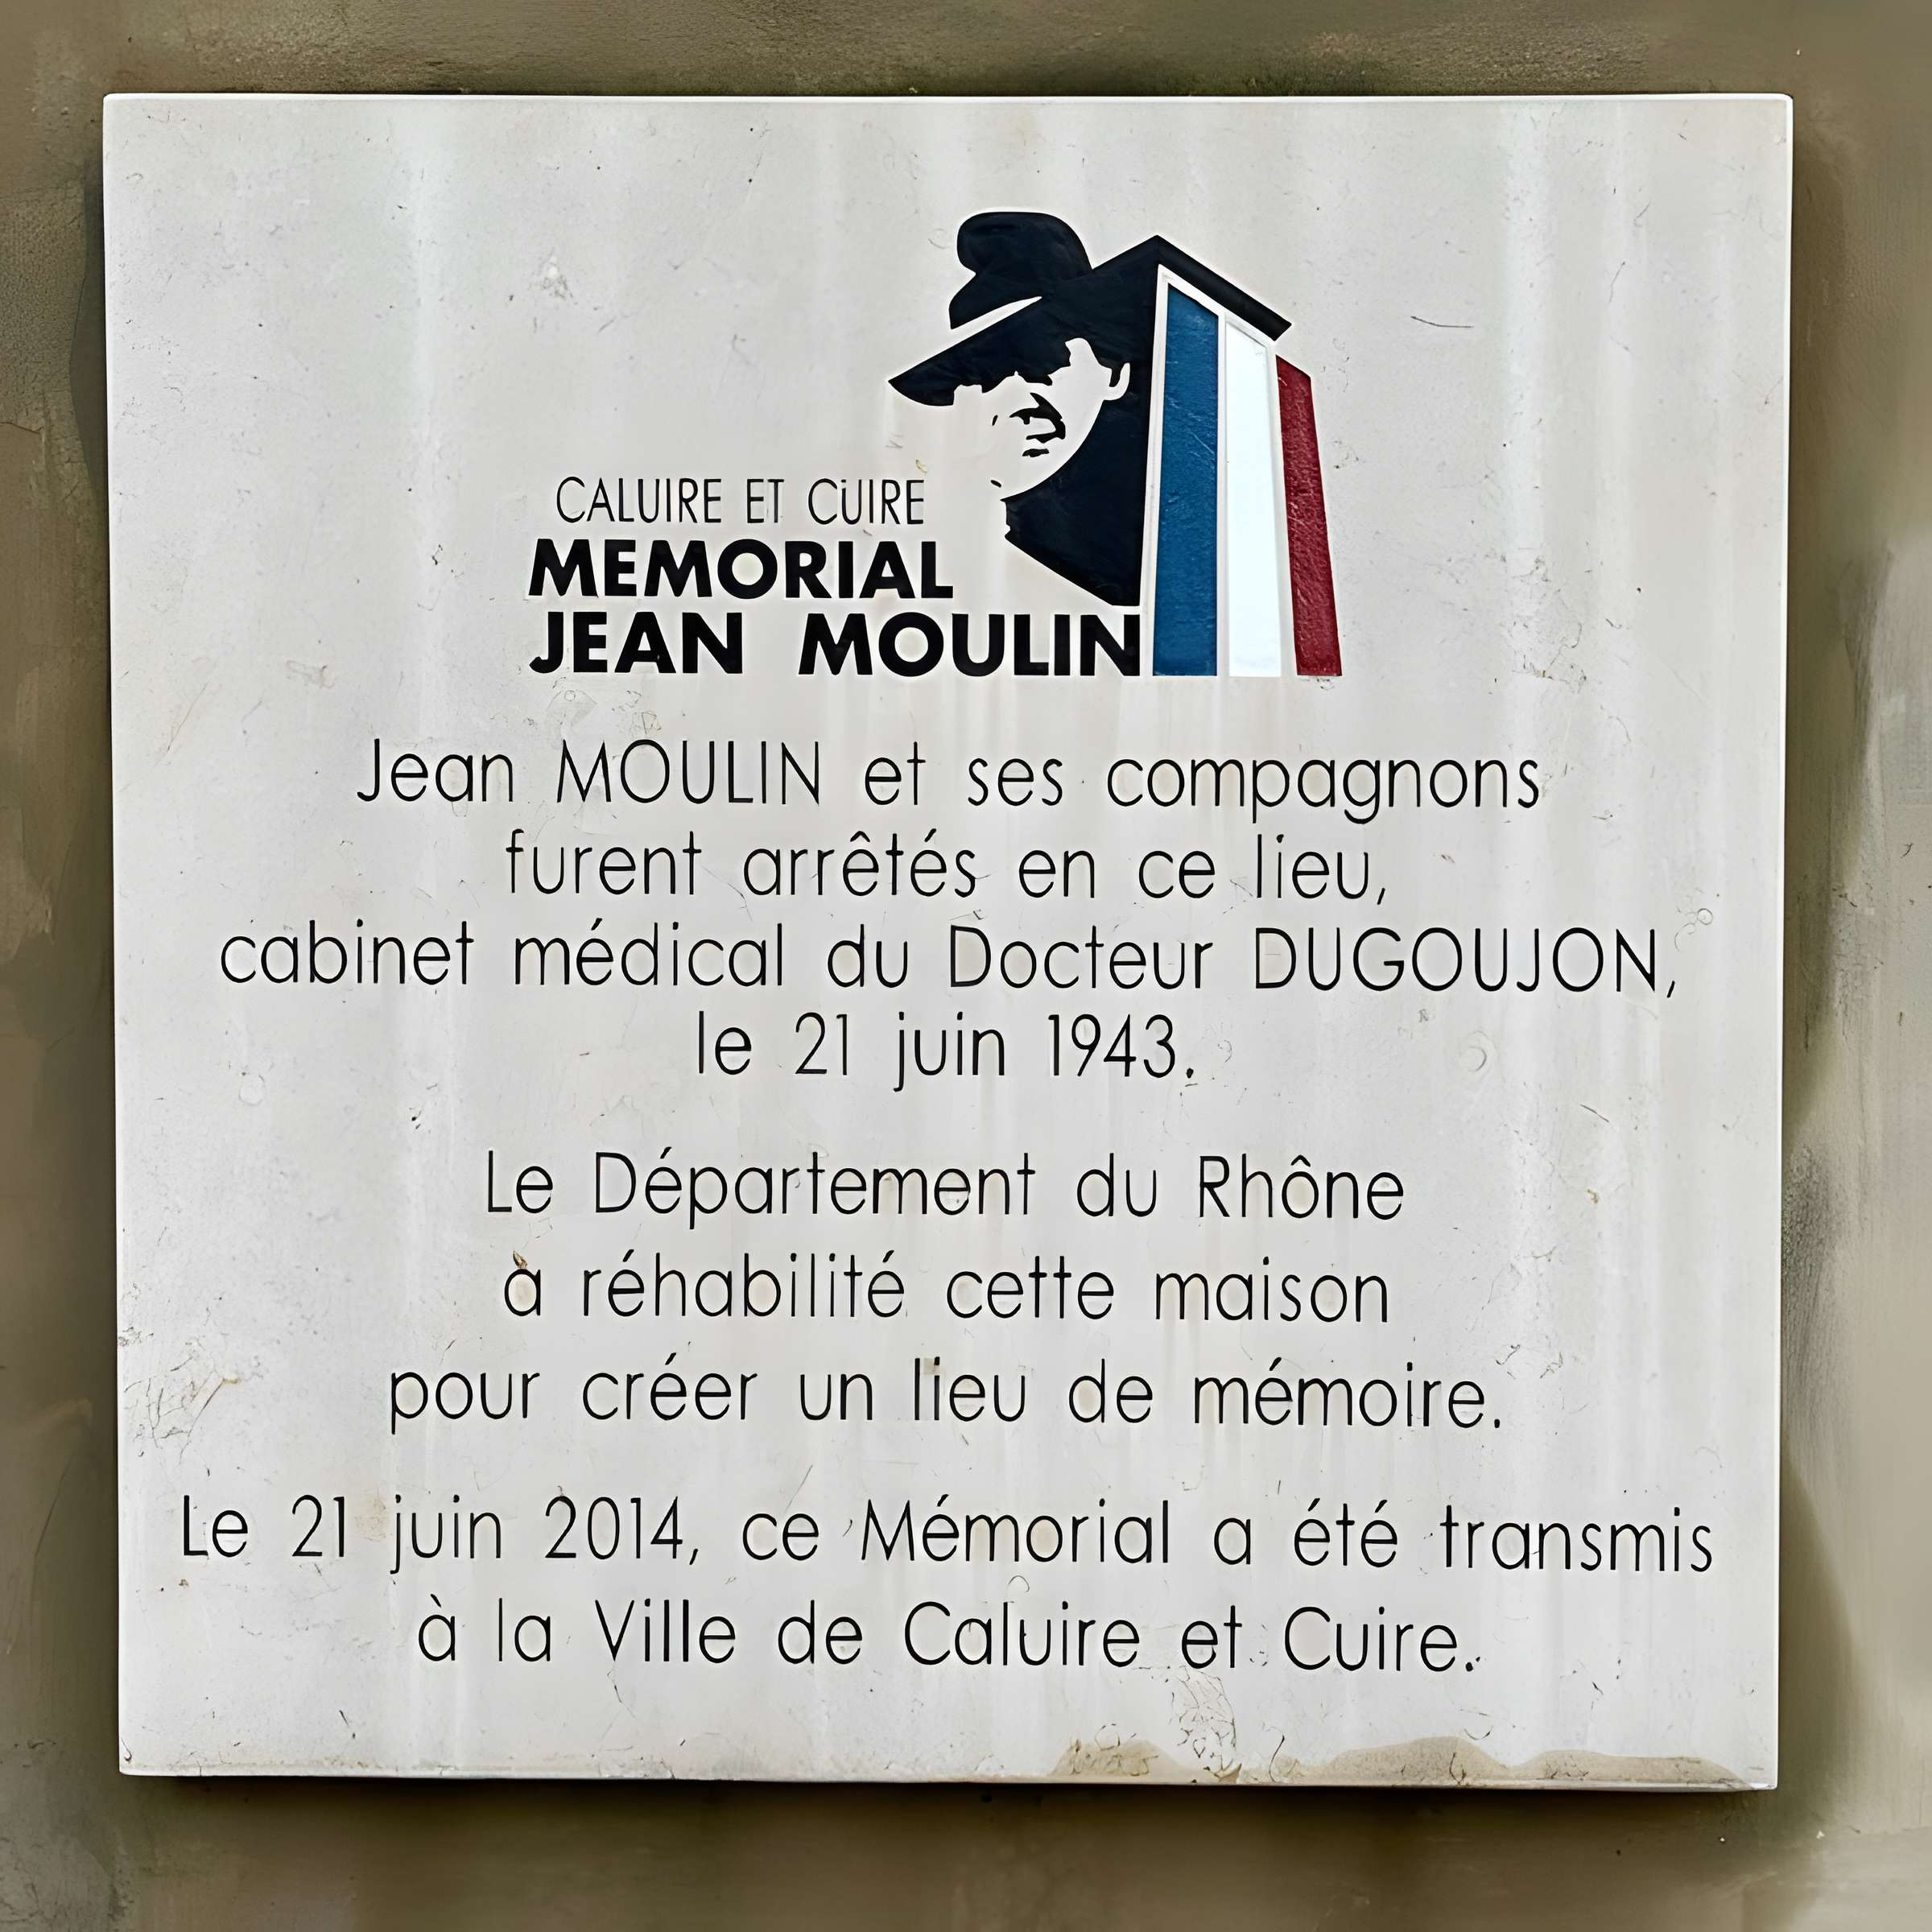 CALUIRE ET CUIRE
MEMORIAL
JEAN MOULIN
Jean MOULIN et ses compagnons
furent arrêtés en ce lieu,
cabinet médical du Docteur DUGOUJON,
le 21 juin 1943.
Le Département du Rhône
à réhabilité cette maison
pour créer un lieu de mémoire.
Le 21 juin 2014, ce Mémorial a été transmis
à la Ville de Caluire et Cuire.